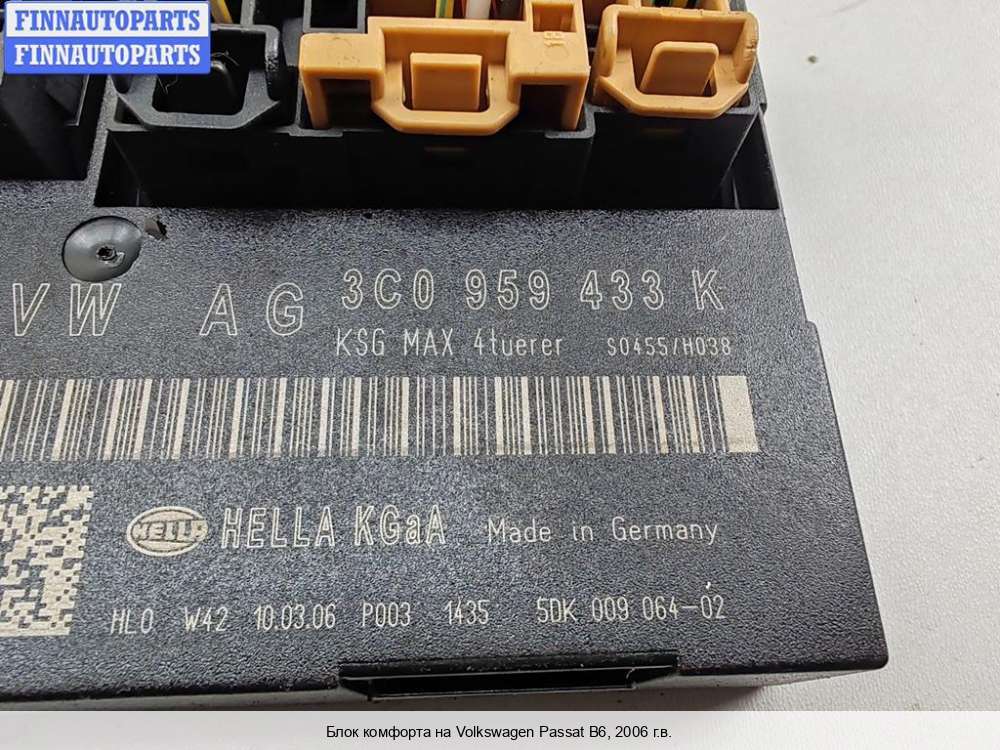 FINNAUTOPARTS
FINNAUTOPARTS
VW AG 3C0 959 433 K
KSG MAX 4tuerer S0455/H038
HELLA HELLA KGaA Made in Germany
HLO W42 10.03.06 P003 1435 5DK 009 064-02
Блок комфорта на Volkswagen Passat B6, 2006 г.в.